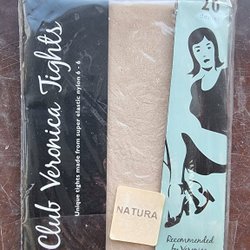 Club Veronica Tights
Unique tights made from super elastic nylon 6 - 6
20
NATURA
Recommended